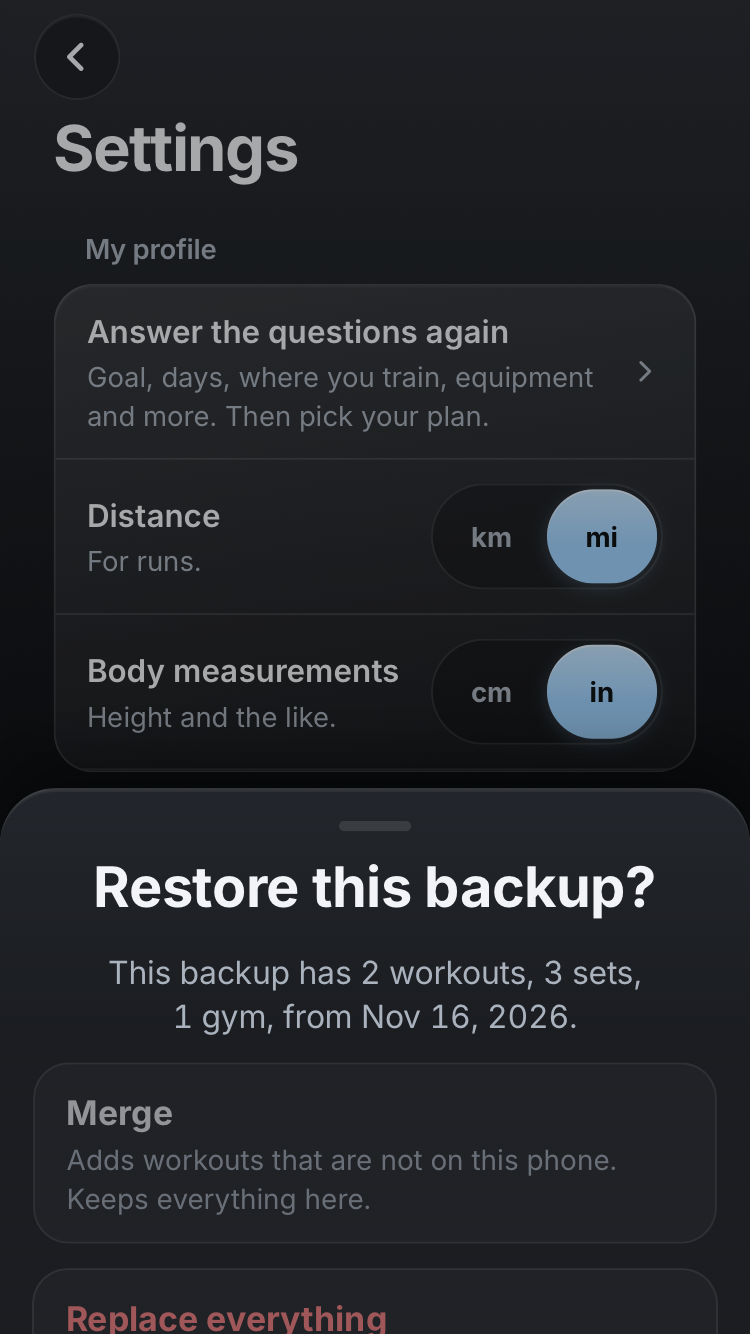 Settings
My profile
Answer the questions again
Goal, days, where you train, equipment
and more. Then pick your plan.
Distance
For runs.
km
mi
Body measurements
Height and the like.
cm
in
Restore this backup?
This backup has 2 workouts, 3 sets,
1 gym, from Nov 16, 2026.
Merge
Adds workouts that are not on this phone.
Keeps everything here.
Replace everything